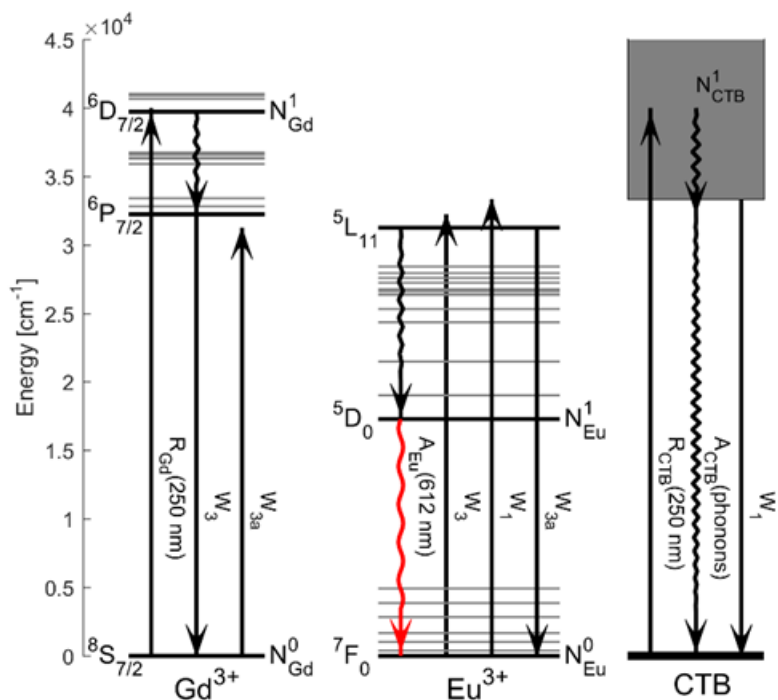 ×10⁴
4.5
4
3.5
3
2.5
2
1.5
1
0.5
0
Energy [cm⁻¹]
⁶D₇/₂
N¹Gd
⁶P₇/₂
R_Gd(250 nm)
W₃
W₃ₐ
⁸S₇/₂
N⁰Gd
Gd³⁺
⁵L₁₁
⁵D₀
N¹Eu
A_Eu(612 nm)
W₃
W₁
W₃ₐ
⁷F₀
N⁰Eu
Eu³⁺
N¹CTB
R_CTB(250 nm)
A_CTB(phonons)
W₁
CTB